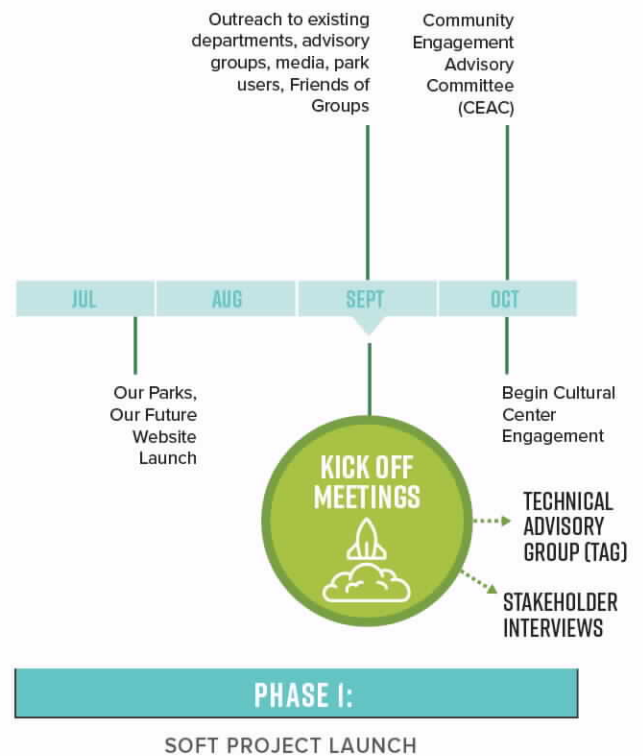 Outreach to existing
departments, advisory
groups, media, park
users, Friends of
Groups
Community
Engagement
Advisory
Committee
(CEAC)
JUL
AUG
SEPT
OCT
Our Parks,
Our Future
Website
Launch
Begin Cultural
Center
Engagement
KICK OFF
MEETINGS
TECHNICAL
ADVISORY
GROUP (TAG)
STAKEHOLDER
INTERVIEWS
PHASE 1:
SOFT PROJECT LAUNCH